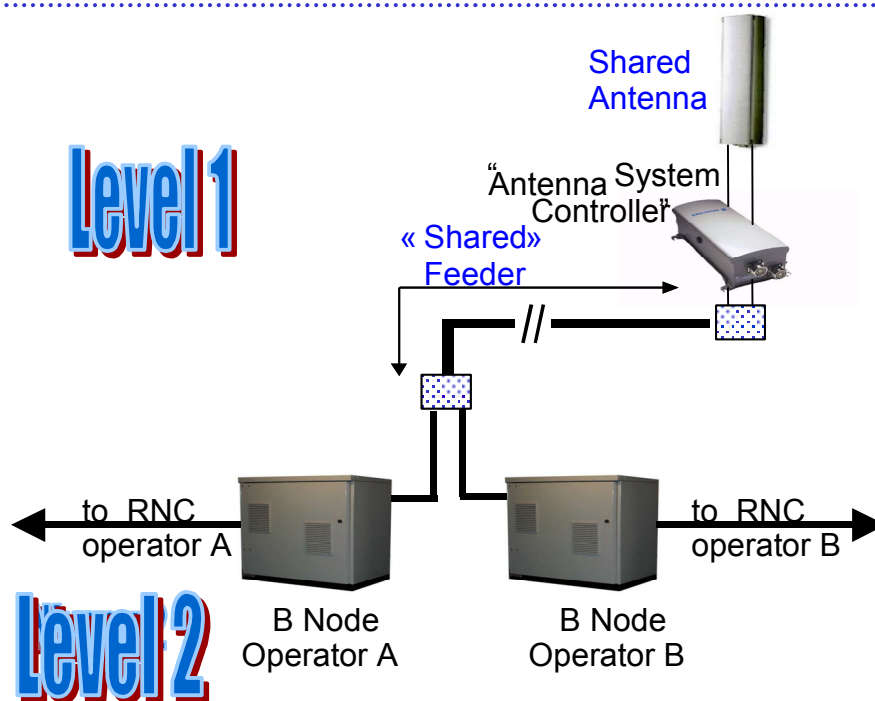 Shared
Antenna
Level 1
“Antenna System
Controller”
« Shared»
Feeder
to RNC
operator A
to RNC
operator B
B Node
Operator A
B Node
Operator B
Level 2